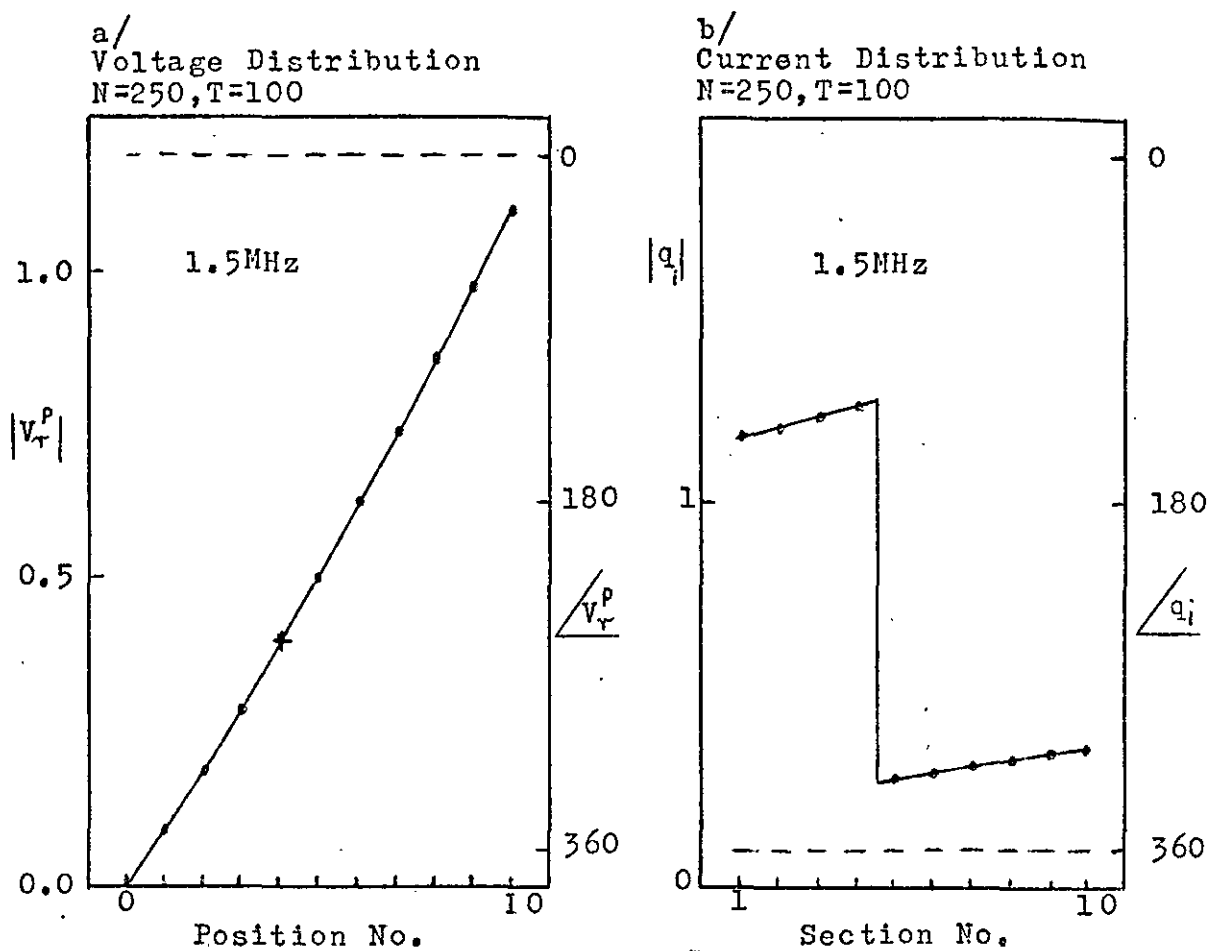 a/
Voltage Distribution
N=250,T=100
1.5MHz
1.0
0.5
0.0
|V_r^p|
0
180
360
/V_r^p
0
10
Position No.
b/
Current Distribution
N=250,T=100
1.5MHz
|q_i|
1
0
0
180
360
/q_i
1
10
Section No.